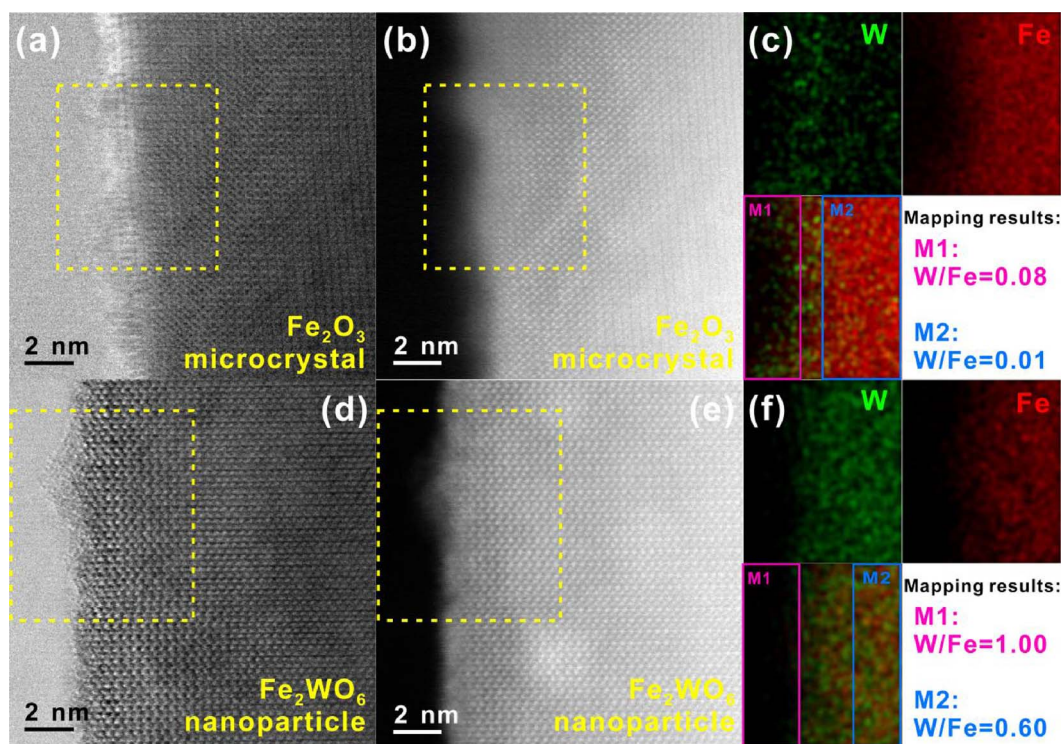 (a)
2 nm
Fe₂O₃
microcrystal
(b)
2 nm
Fe₂O₃
microcrystal
(c)
W
Fe
M1
M2
Mapping results:
M1:
W/Fe=0.08
M2:
W/Fe=0.01
(d)
2 nm
Fe₂WO₆
nanoparticle
(e)
2 nm
Fe₂WO₆
nanoparticle
(f)
W
Fe
M1
M2
Mapping results:
M1:
W/Fe=1.00
M2:
W/Fe=0.60